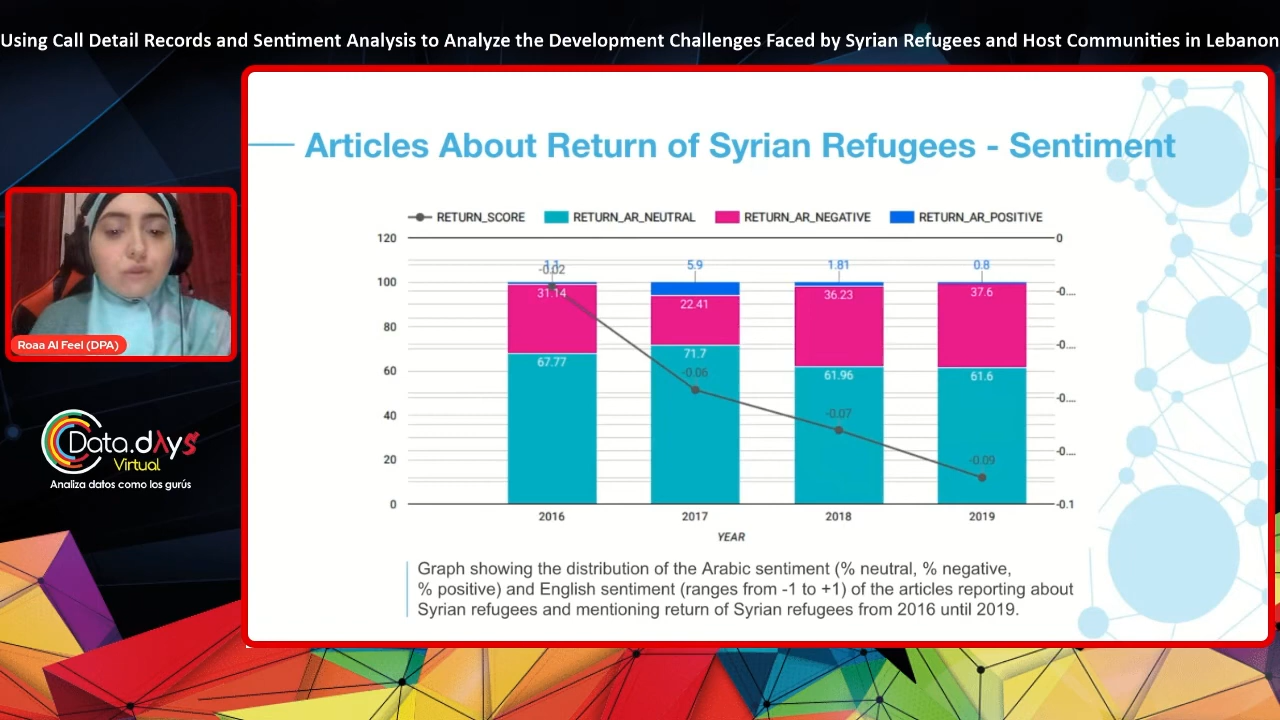 Using Call Detail Records and Sentiment Analysis to Analyze the Development Challenges Faced by Syrian Refugees and Host Communities in Lebanon
Articles About Return of Syrian Refugees - Sentiment
RETURN_SCORE RETURN_AR_NEUTRAL RETURN_AR_NEGATIVE RETURN_AR_POSITIVE
120 0
1.1 5.9 1.81 0.8
-0.02
100 -0....
31.14 22.41 36.23 37.6
80 -0....
67.77 71.7 61.96 61.6
-0.06
60 -0....
40 -0.07
20 -0.09 -0....
0 -0.1
2016 2017 2018 2019
YEAR
Graph showing the distribution of the Arabic sentiment (% neutral, % negative,
% positive) and English sentiment (ranges from -1 to +1) of the articles reporting about
Syrian refugees and mentioning return of Syrian refugees from 2016 until 2019.
Roaa Al Feel (DPA)
Data.dAys
Virtual
Analiza datos como los gurús